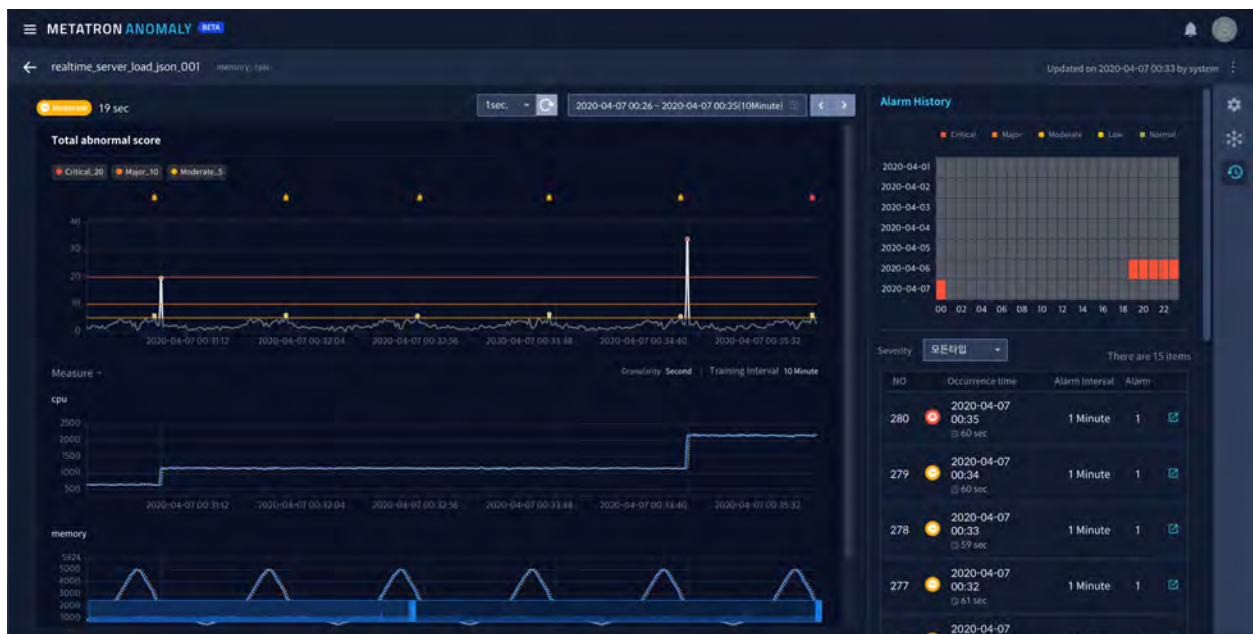 METATRON ANOMALY BETA
realtime_server_load_json_001 memory, cpu
Updated on 2020-04-07 00:33 by system
Moderate 19 sec
1sec.
2020-04-07 00:26 ~ 2020-04-07 00:35(10Minute)
Total abnormal score
Critical_20 Major_10 Moderate_5
40
30
20
10
0
2020-04-07 00:31:12 2020-04-07 00:32:04 2020-04-07 00:32:56 2020-04-07 00:33:48 2020-04-07 00:34:40 2020-04-07 00:35:32
Measure
Granularity Second | Training Interval 10 Minute
cpu
2500
2000
1500
1000
500
2020-04-07 00:31:12 2020-04-07 00:32:04 2020-04-07 00:32:56 2020-04-07 00:33:48 2020-04-07 00:34:40 2020-04-07 00:35:32
memory
5924
5000
4000
3000
2000
1000
Alarm History
Critical Major Moderate Low Normal
2020-04-01
2020-04-02
2020-04-03
2020-04-04
2020-04-05
2020-04-06
2020-04-07
00 02 04 06 08 10 12 14 16 18 20 22
Severity 모든타입
There are 15 items
NO Occurrence time Alarm Interval Alarm
280 2020-04-07 00:35 1 Minute 1
60 sec
279 2020-04-07 00:34 1 Minute 1
60 sec
278 2020-04-07 00:33 1 Minute 1
59 sec
277 2020-04-07 00:32 1 Minute 1
61 sec
2020-04-07